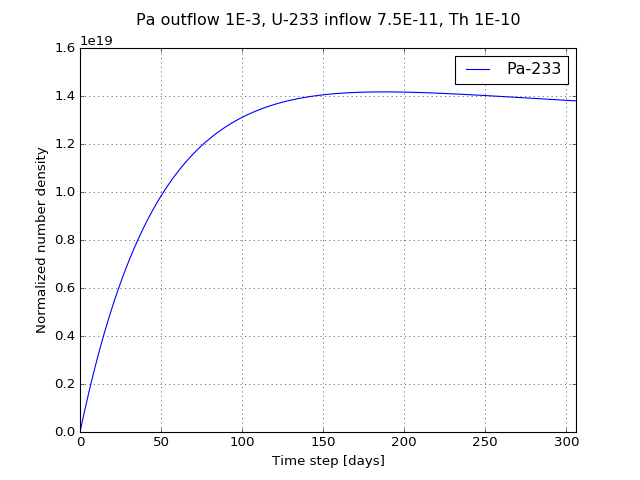 Pa outflow 1E-3, U-233 inflow 7.5E-11, Th 1E-10
1e19
1.6
1.4
1.2
1.0
0.8
0.6
0.4
0.2
0.0
Normalized number density
Pa-233
0 50 100 150 200 250 300
Time step [days]